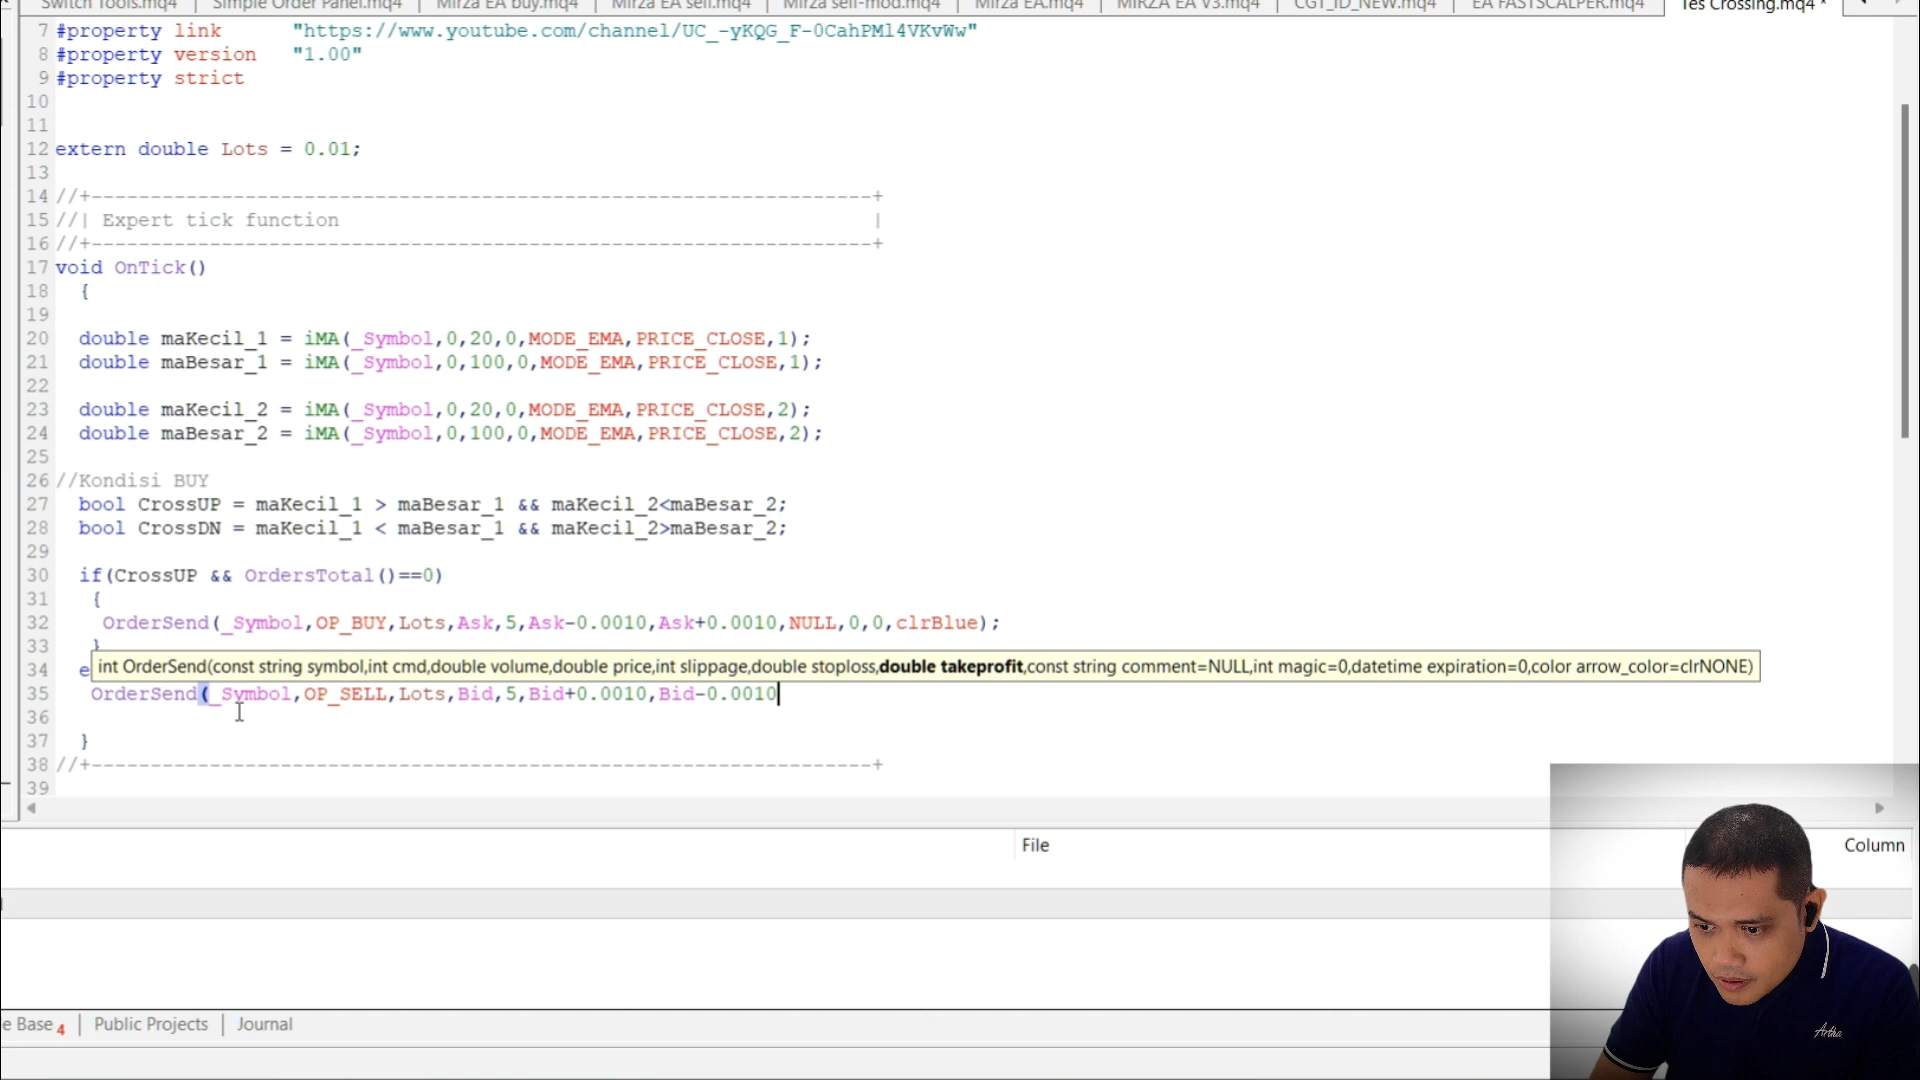 Switch Tools.mq4 Simple Order Panel.mq4 Mirza EA buy.mq4 Mirza EA sell.mq4 Mirza sell-mod.mq4 Mirza EA.mq4 MIRZA EA V3.mq4 CGT_ID_NEW.mq4 EA FASTSCALPER.mq4 Tes Crossing.mq4 *
7 #property link "https://www.youtube.com/channel/UC_-yKQG_F-0CahPMl4VKvWw"
8 #property version "1.00"
9 #property strict
10
11
12 extern double Lots = 0.01;
13
14 //+------------------------------------------------------------------+
15 //| Expert tick function |
16 //+------------------------------------------------------------------+
17 void OnTick()
18 {
19
20 double maKecil_1 = iMA(_Symbol,0,20,0,MODE_EMA,PRICE_CLOSE,1);
21 double maBesar_1 = iMA(_Symbol,0,100,0,MODE_EMA,PRICE_CLOSE,1);
22
23 double maKecil_2 = iMA(_Symbol,0,20,0,MODE_EMA,PRICE_CLOSE,2);
24 double maBesar_2 = iMA(_Symbol,0,100,0,MODE_EMA,PRICE_CLOSE,2);
25
26 //Kondisi BUY
27 bool CrossUP = maKecil_1 > maBesar_1 && maKecil_2<maBesar_2;
28 bool CrossDN = maKecil_1 < maBesar_1 && maKecil_2>maBesar_2;
29
30 if(CrossUP && OrdersTotal()==0)
31 {
32 OrderSend(_Symbol,OP_BUY,Lots,Ask,5,Ask-0.0010,Ask+0.0010,NULL,0,0,clrBlue);
33 }
34 e int OrderSend(const string symbol,int cmd,double volume,double price,int slippage,double stoploss,double takeprofit,const string comment=NULL,int magic=0,datetime expiration=0,color arrow_color=clrNONE)
35 OrderSend(_Symbol,OP_SELL,Lots,Bid,5,Bid+0.0010,Bid-0.0010
36
37 }
38 //+------------------------------------------------------------------+
39
File Column
e Base 4 Public Projects Journal
Artha